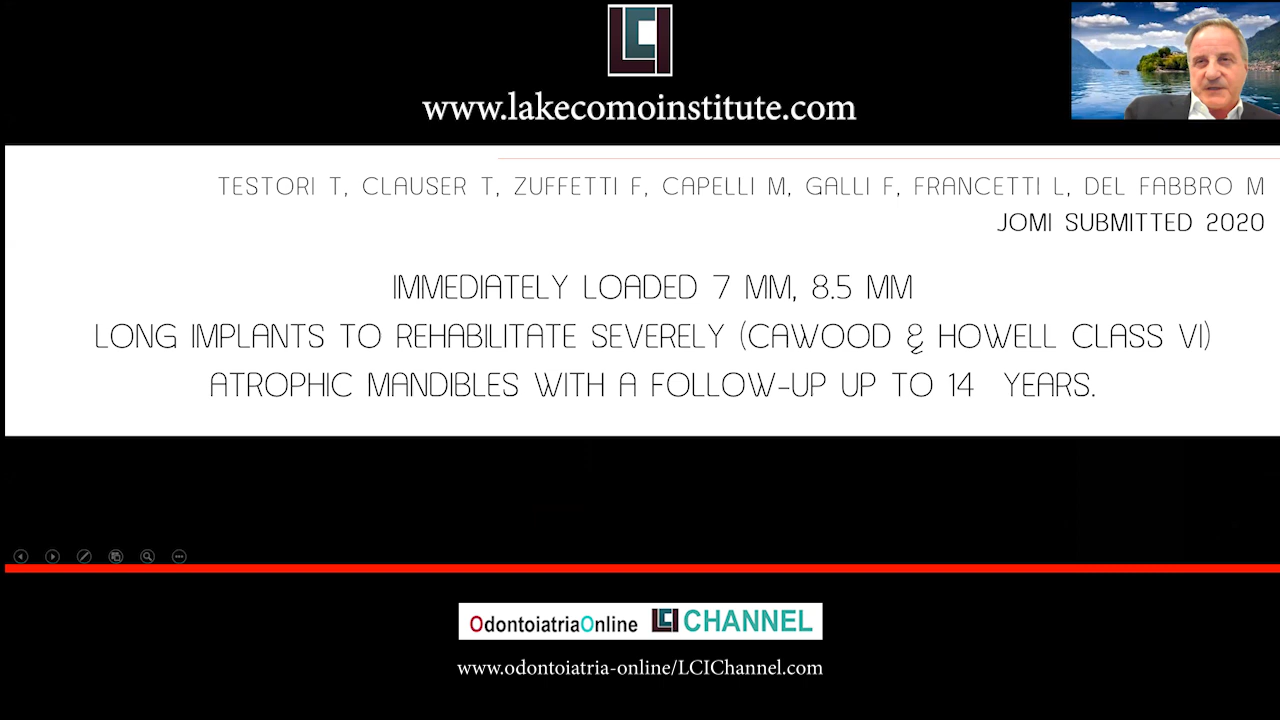 LCI
www.lakecomoinstitute.com
TESTORI T, CLAUSER T, ZUFFETTI F, CAPELLI M, GALLI F, FRANCETTI L, DEL FABBRO M
JOMI SUBMITTED 2020
IMMEDIATELY LOADED 7 MM, 8.5 MM
LONG IMPLANTS TO REHABILITATE SEVERELY (CAWOOD & HOWELL CLASS VI)
ATROPHIC MANDIBLES WITH A FOLLOW-UP UP TO 14 YEARS.
OdontoiatriaOnline LCI CHANNEL
www.odontoiatria-online/LCIChannel.com